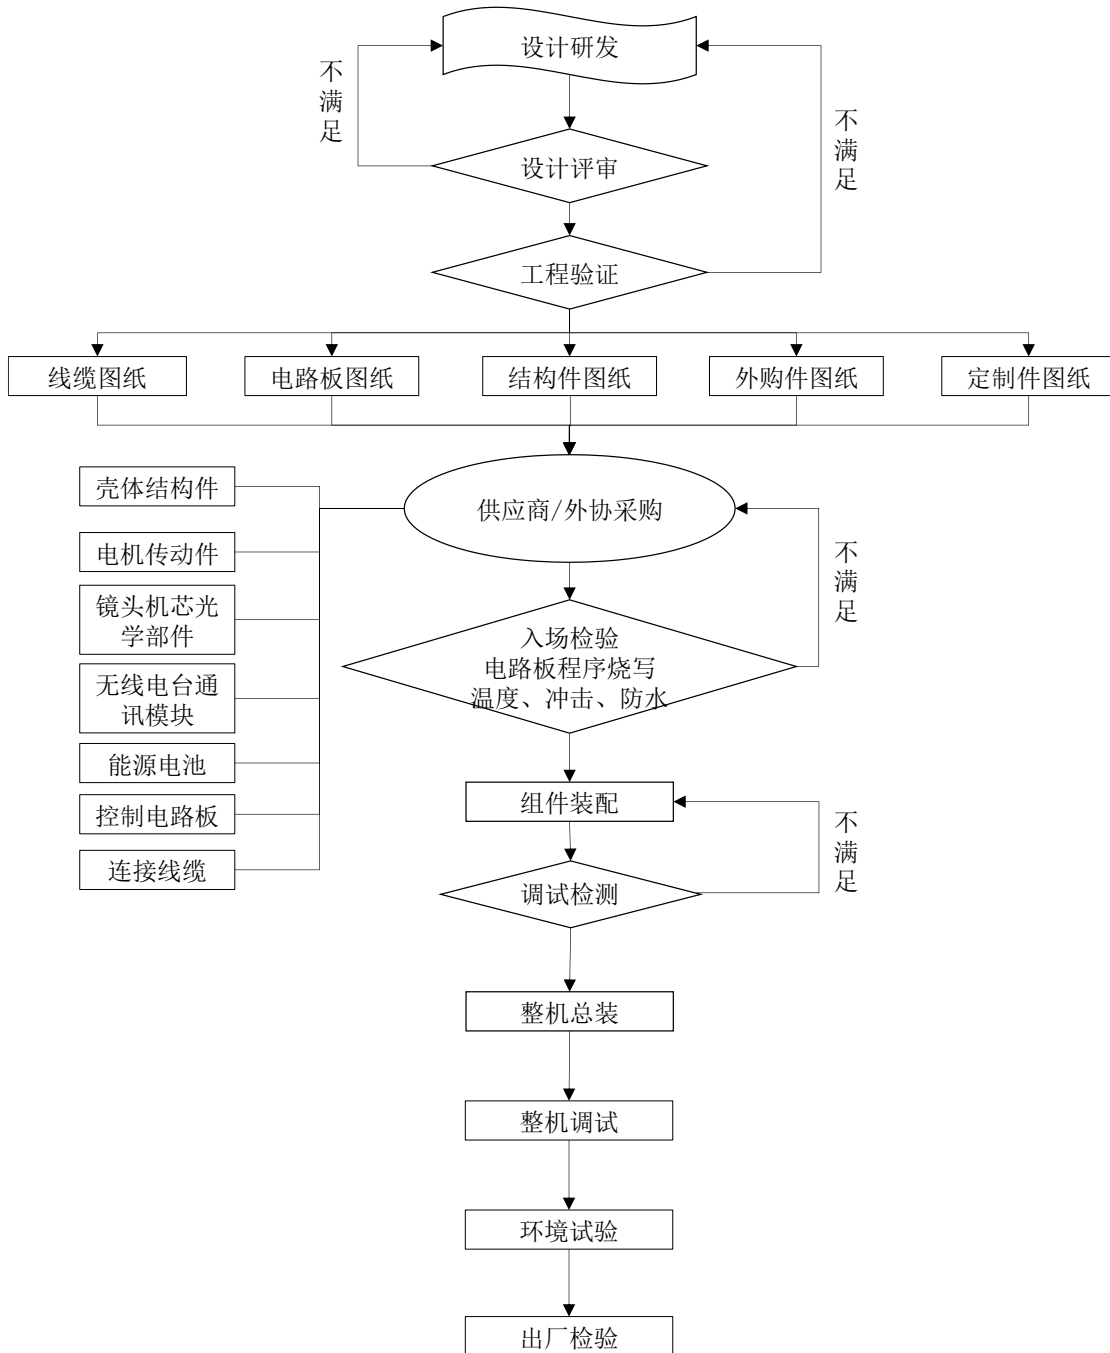 设计研发
不满足
不满足
设计评审
工程验证
线缆图纸
电路板图纸
结构件图纸
外购件图纸
定制件图纸
壳体结构件
供应商/外协采购
电机传动件
不满足
镜头机芯光
学部件
入场检验
电路板程序烧写
温度、冲击、防水
无线电台通
讯模块
能源电池
组件装配
控制电路板
不满足
连接线缆
调试检测
整机总装
整机调试
环境试验
出厂检验